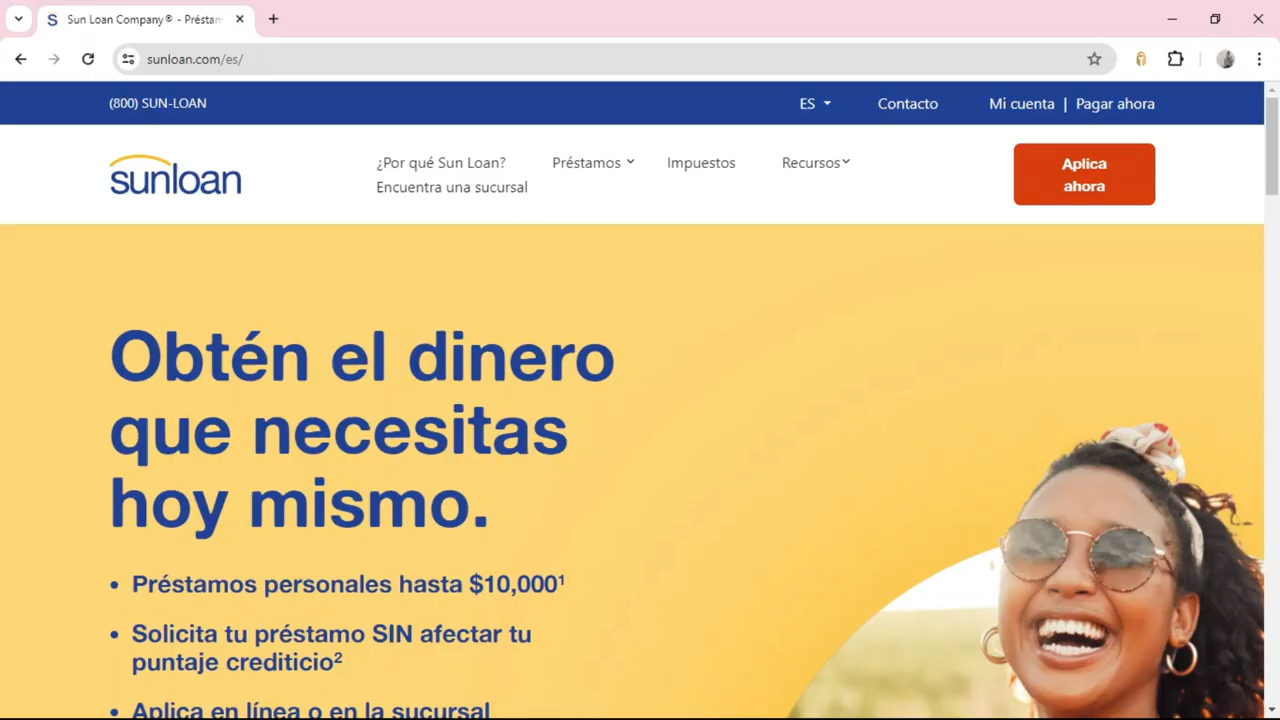 Sun Loan Company® - Préstam
sunloan.com/es/
(800) SUN-LOAN
ES
Contacto
Mi cuenta | Pagar ahora
sunloan
¿Por qué Sun Loan?
Préstamos
Impuestos
Recursos
Encuentra una sucursal
Aplica
ahora
Obtén el dinero
que necesitas
hoy mismo.
• Préstamos personales hasta $10,000¹
• Solicita tu préstamo SIN afectar tu
puntaje crediticio²
• Aplica en línea o en la sucursal